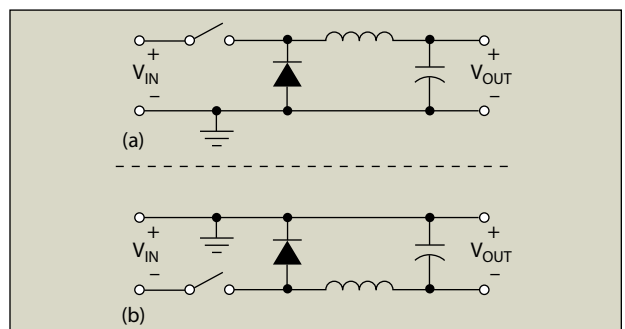 + +
V_IN V_OUT
− −
(a)
+ +
V_IN V_OUT
− −
(b)